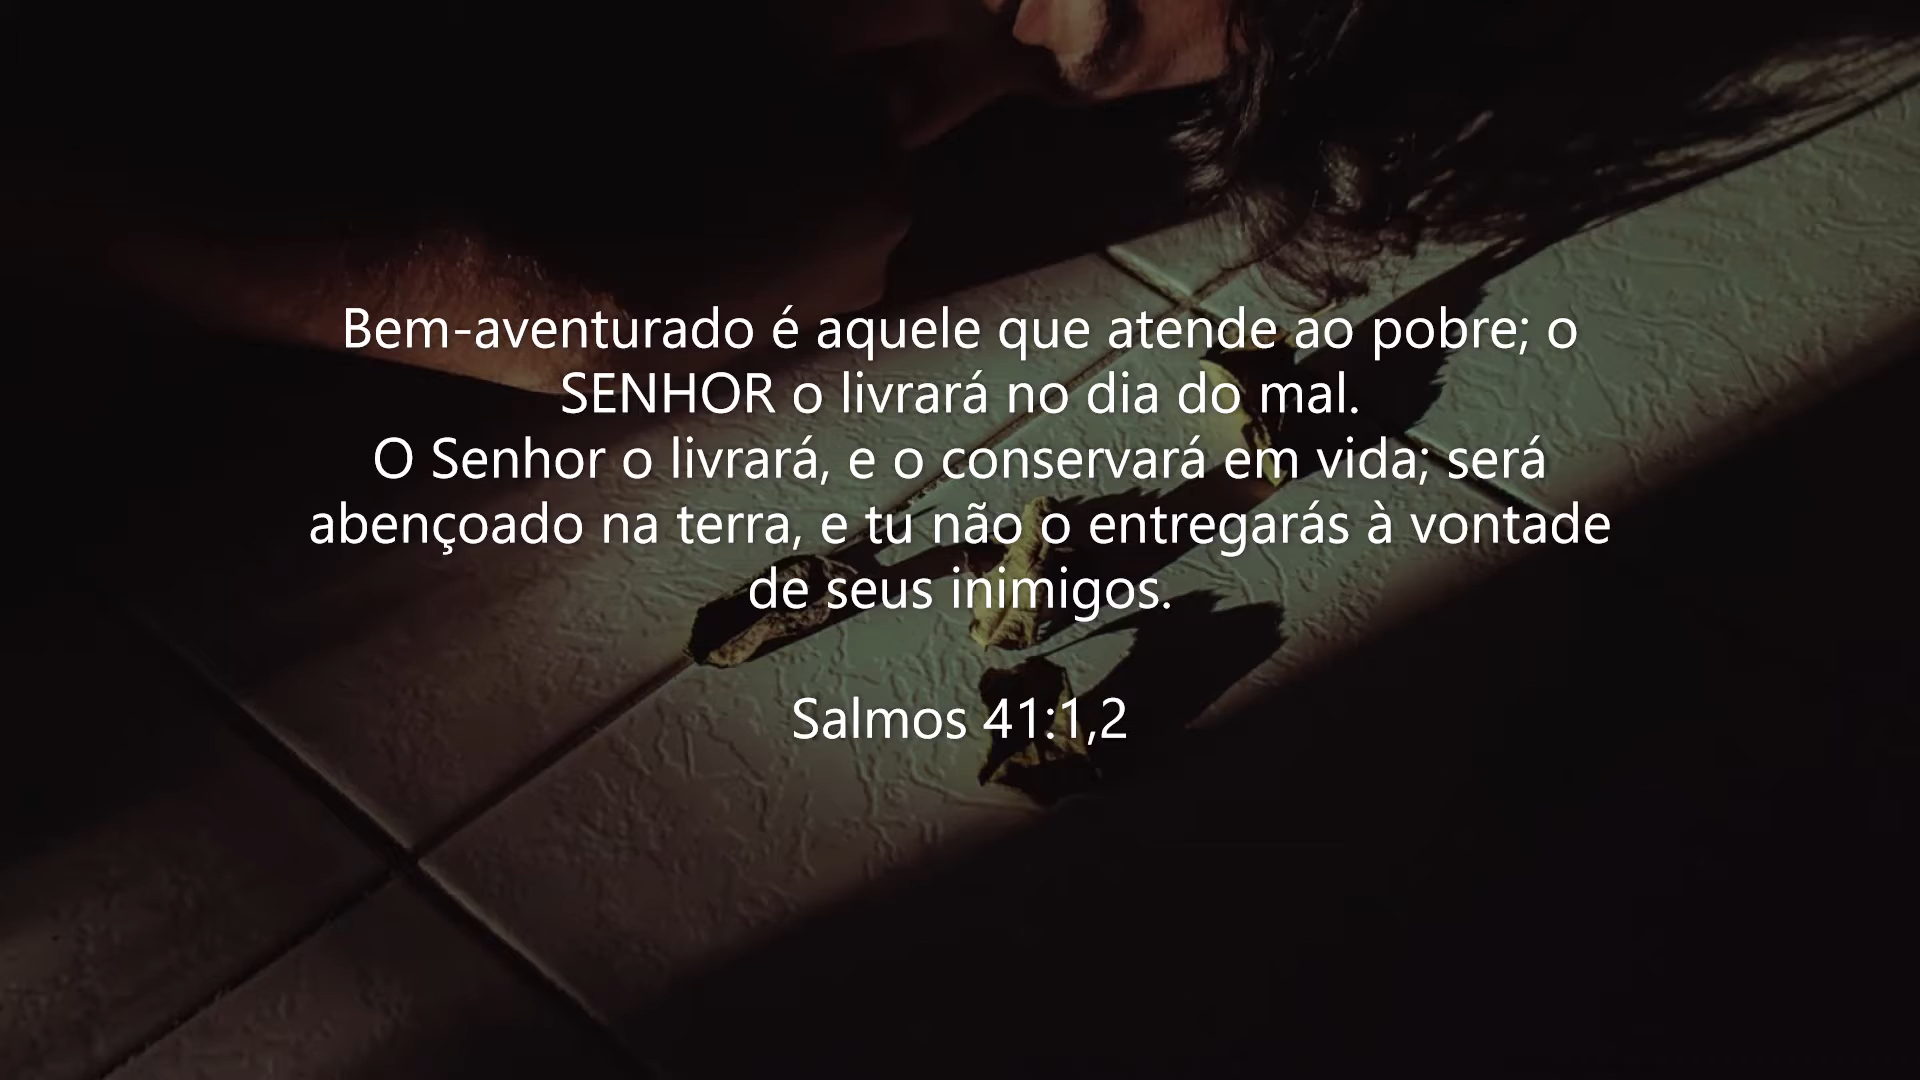 Bem-aventurado é aquele que atende ao pobre; o
SENHOR o livrará no dia do mal.
O Senhor o livrará, e o conservará em vida; será
abençoado na terra, e tu não o entregarás à vontade
de seus inimigos.
Salmos 41:1,2